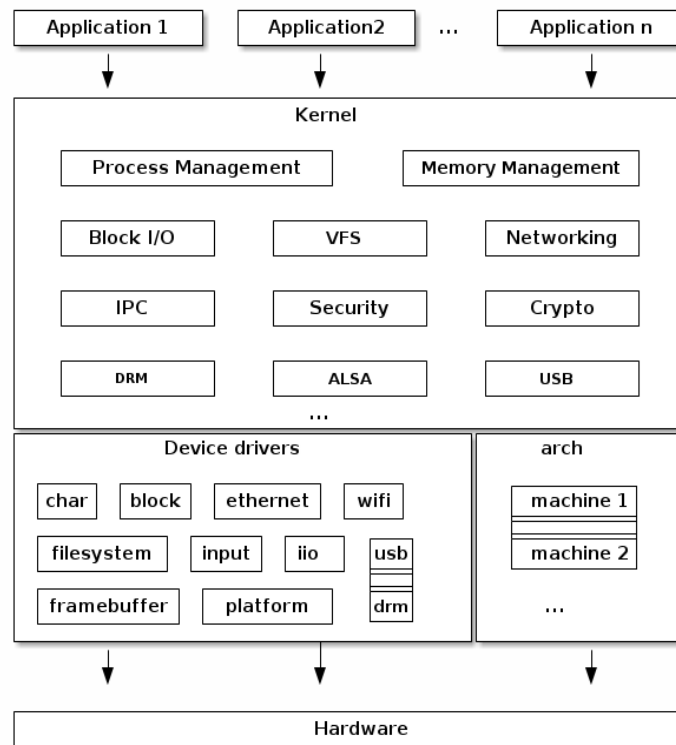 Application 1 Application2 ... Application n
Kernel
Process Management Memory Management
Block I/O VFS Networking
IPC Security Crypto
DRM ALSA USB
...
Device drivers arch
char block ethernet wifi machine 1
filesystem input iio usb machine 2
framebuffer platform drm ...
Hardware